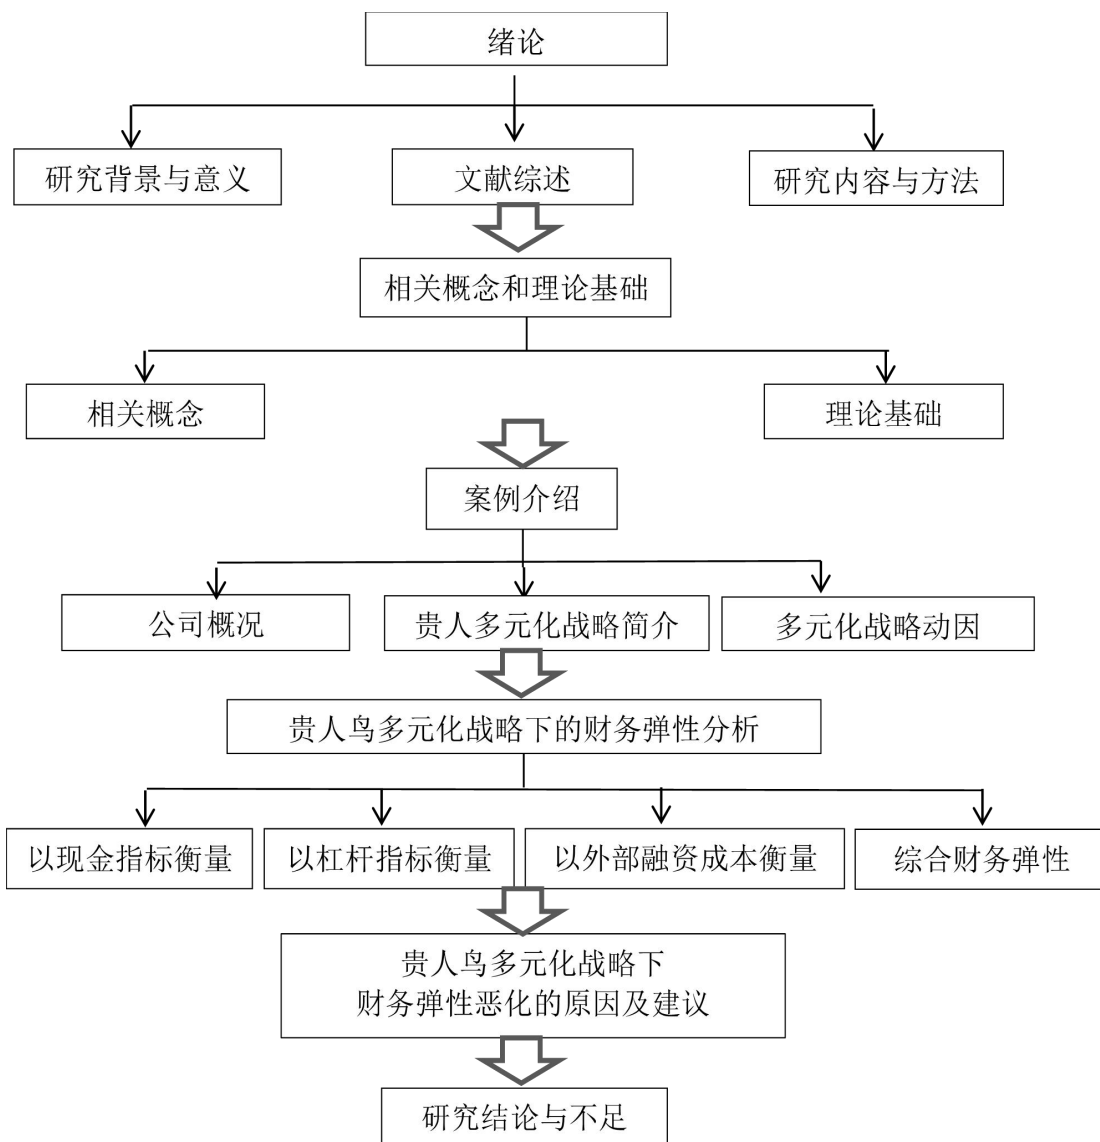 绪论
研究背景与意义
文献综述
研究内容与方法
相关概念和理论基础
相关概念
理论基础
案例介绍
公司概况
贵人多元化战略简介
多元化战略动因
贵人鸟多元化战略下的财务弹性分析
以现金指标衡量
以杠杆指标衡量
以外部融资成本衡量
综合财务弹性
贵人鸟多元化战略下
财务弹性恶化的原因及建议
研究结论与不足